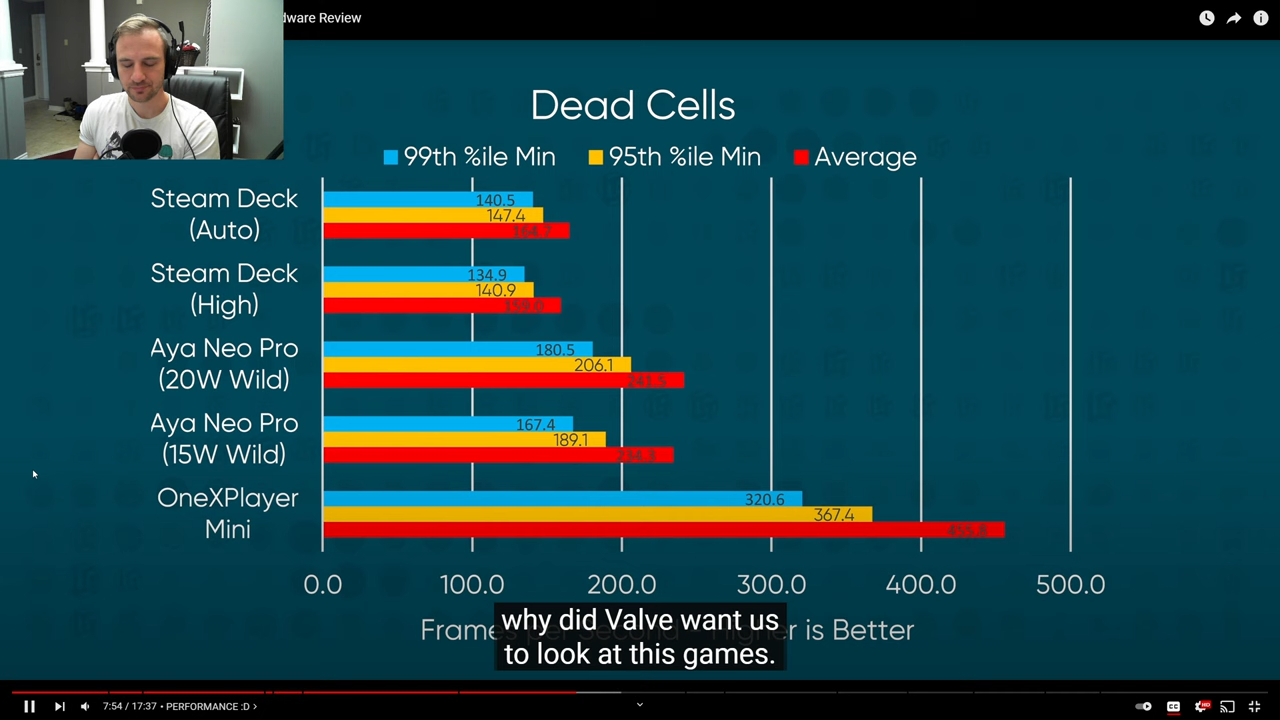 dware Review
Dead Cells
99th %ile Min 95th %ile Min Average
Steam Deck
(Auto)
140.5
147.4
164.7
Steam Deck
(High)
134.9
140.9
159.0
Aya Neo Pro
(20W Wild)
180.5
206.1
241.5
Aya Neo Pro
(15W Wild)
167.4
189.1
234.3
OneXPlayer
Mini
320.6
367.4
455.8
0.0 100.0 200.0 300.0 400.0 500.0
Frames per Second - Higher is Better
why did Valve want us
to look at this games.
7:54 / 17:37 • PERFORMANCE :D >
CC HD